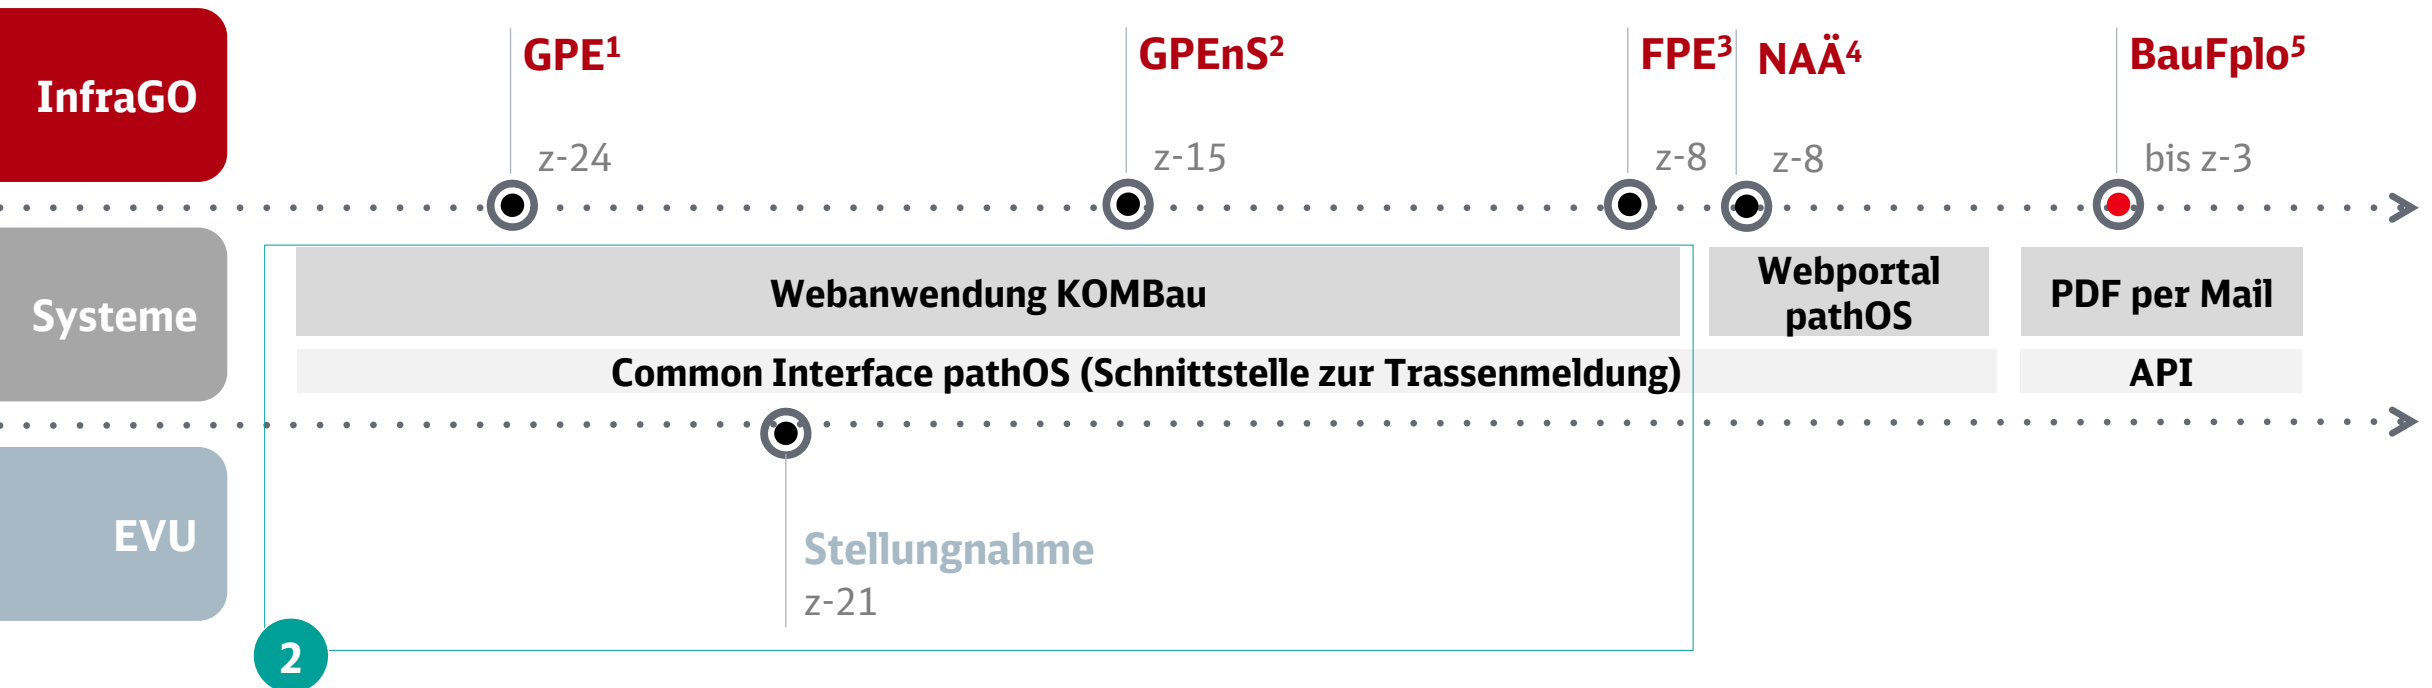 InfraGO
GPE¹
z-24
GPEnS²
z-15
FPE³
z-8
NAÄ⁴
z-8
BauFplo⁵
bis z-3
Systeme
Webanwendung KOMBau
Webportal
pathOS
PDF per Mail
Common Interface pathOS (Schnittstelle zur Trassenmeldung)
API
EVU
Stellungnahme
z-21
2